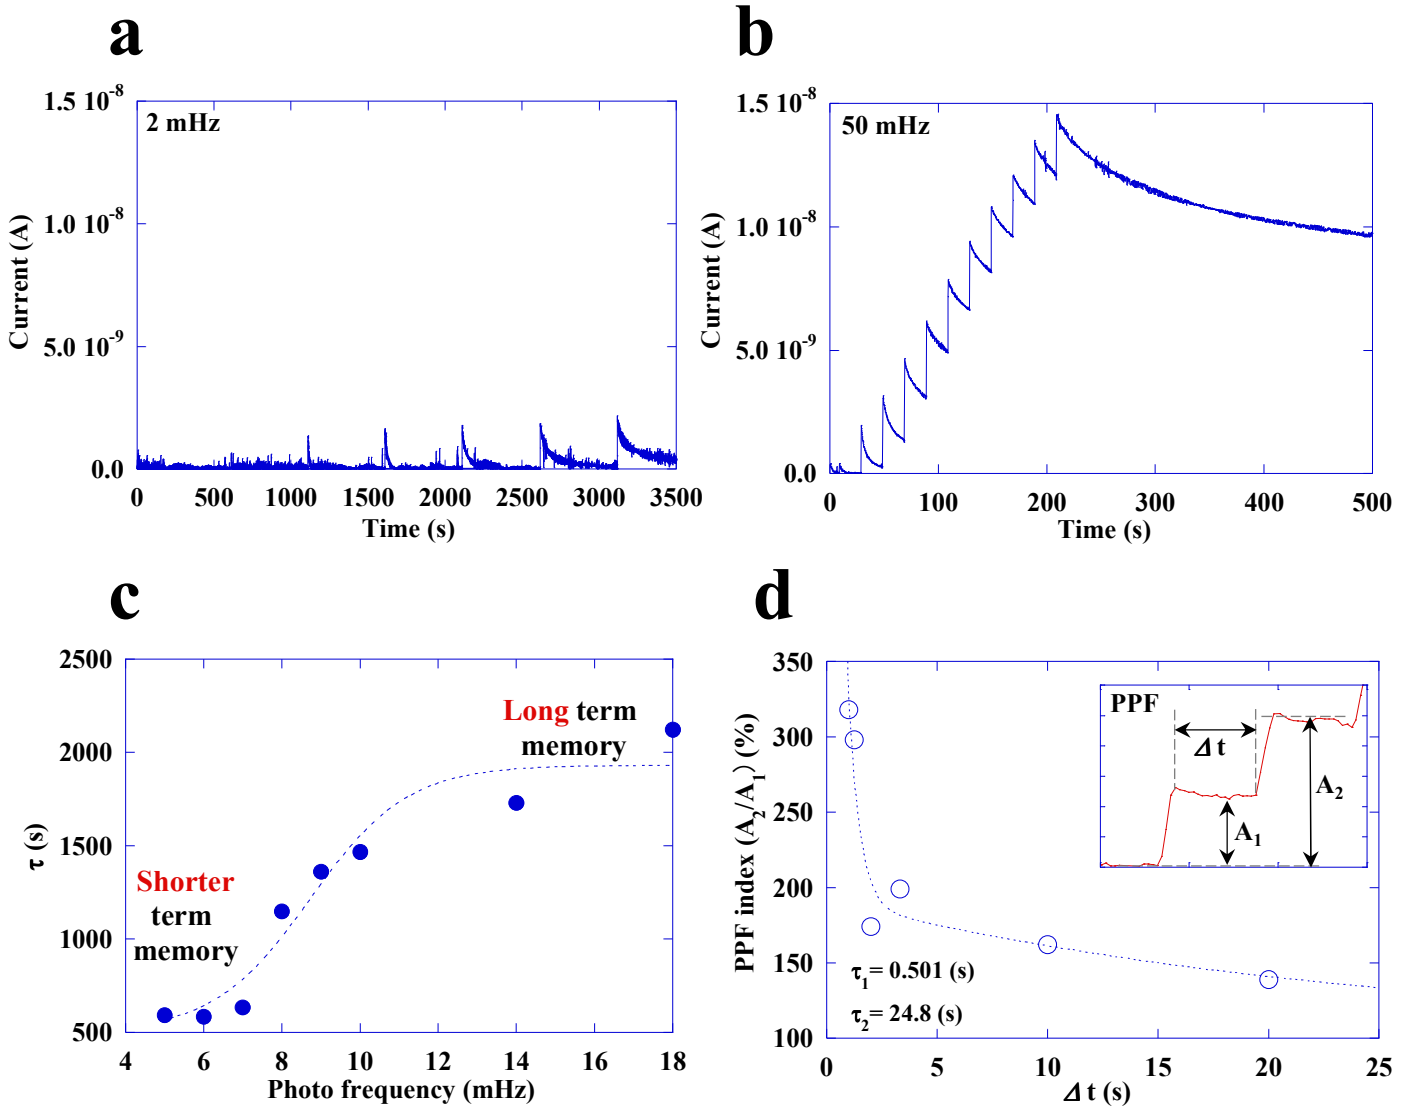 a
2 mHz
1.5 10-8
1.0 10-8
5.0 10-9
0.0
Current (A)
0 500 1000 1500 2000 2500 3000 3500
Time (s)
b
50 mHz
1.5 10-8
1.0 10-8
5.0 10-9
0.0
Current (A)
0 100 200 300 400 500
Time (s)
c
2500
2000
1500
1000
500
τ (s)
Long term
memory
Shorter
term
memory
4 6 8 10 12 14 16 18
Photo frequency (mHz)
d
350
300
250
200
150
100
PPF index (A2/A1) (%)
PPF
Δ t
A1
A2
τ1= 0.501 (s)
τ2= 24.8 (s)
0 5 10 15 20 25
Δ t (s)